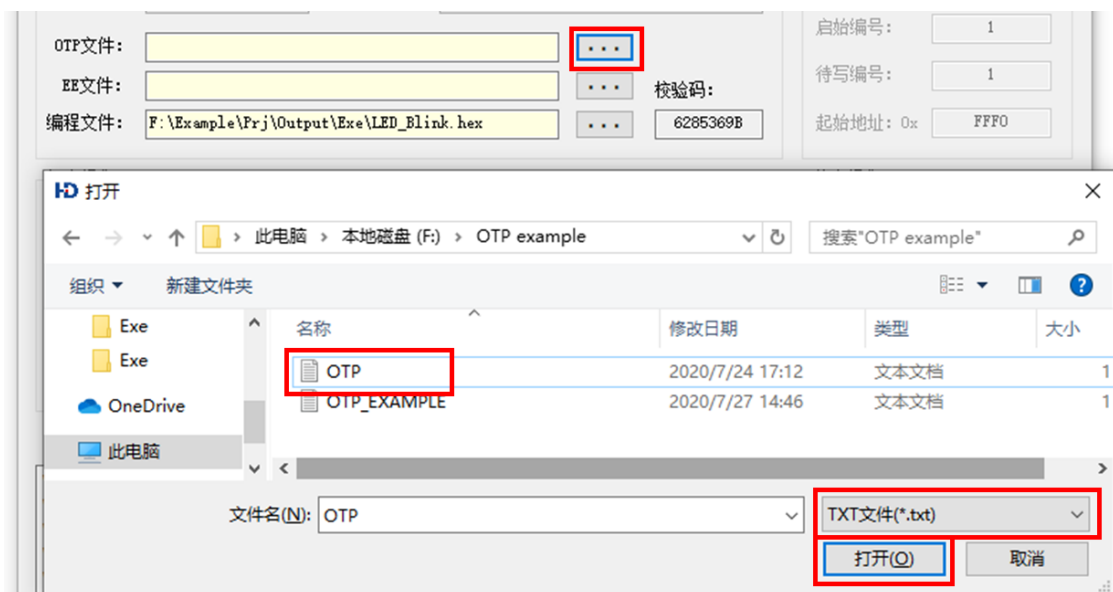 OTP文件: ...
启始编号: 1
EE文件: ... 校验码:
待写编号: 1
编程文件: F:\Example\Prj\Output\Exe\LED_Blink.hex ... 6285369B
起始地址: 0x FFF0
HD 打开
此电脑 > 本地磁盘 (F:) > OTP example
搜索"OTP example"
组织 新建文件夹
名称 修改日期 类型 大小
Exe
Exe
OneDrive
此电脑
OTP 2020/7/24 17:12 文本文档 1
OTP_EXAMPLE 2020/7/27 14:46 文本文档 1
文件名(N): OTP TXT文件(*.txt)
打开(O) 取消